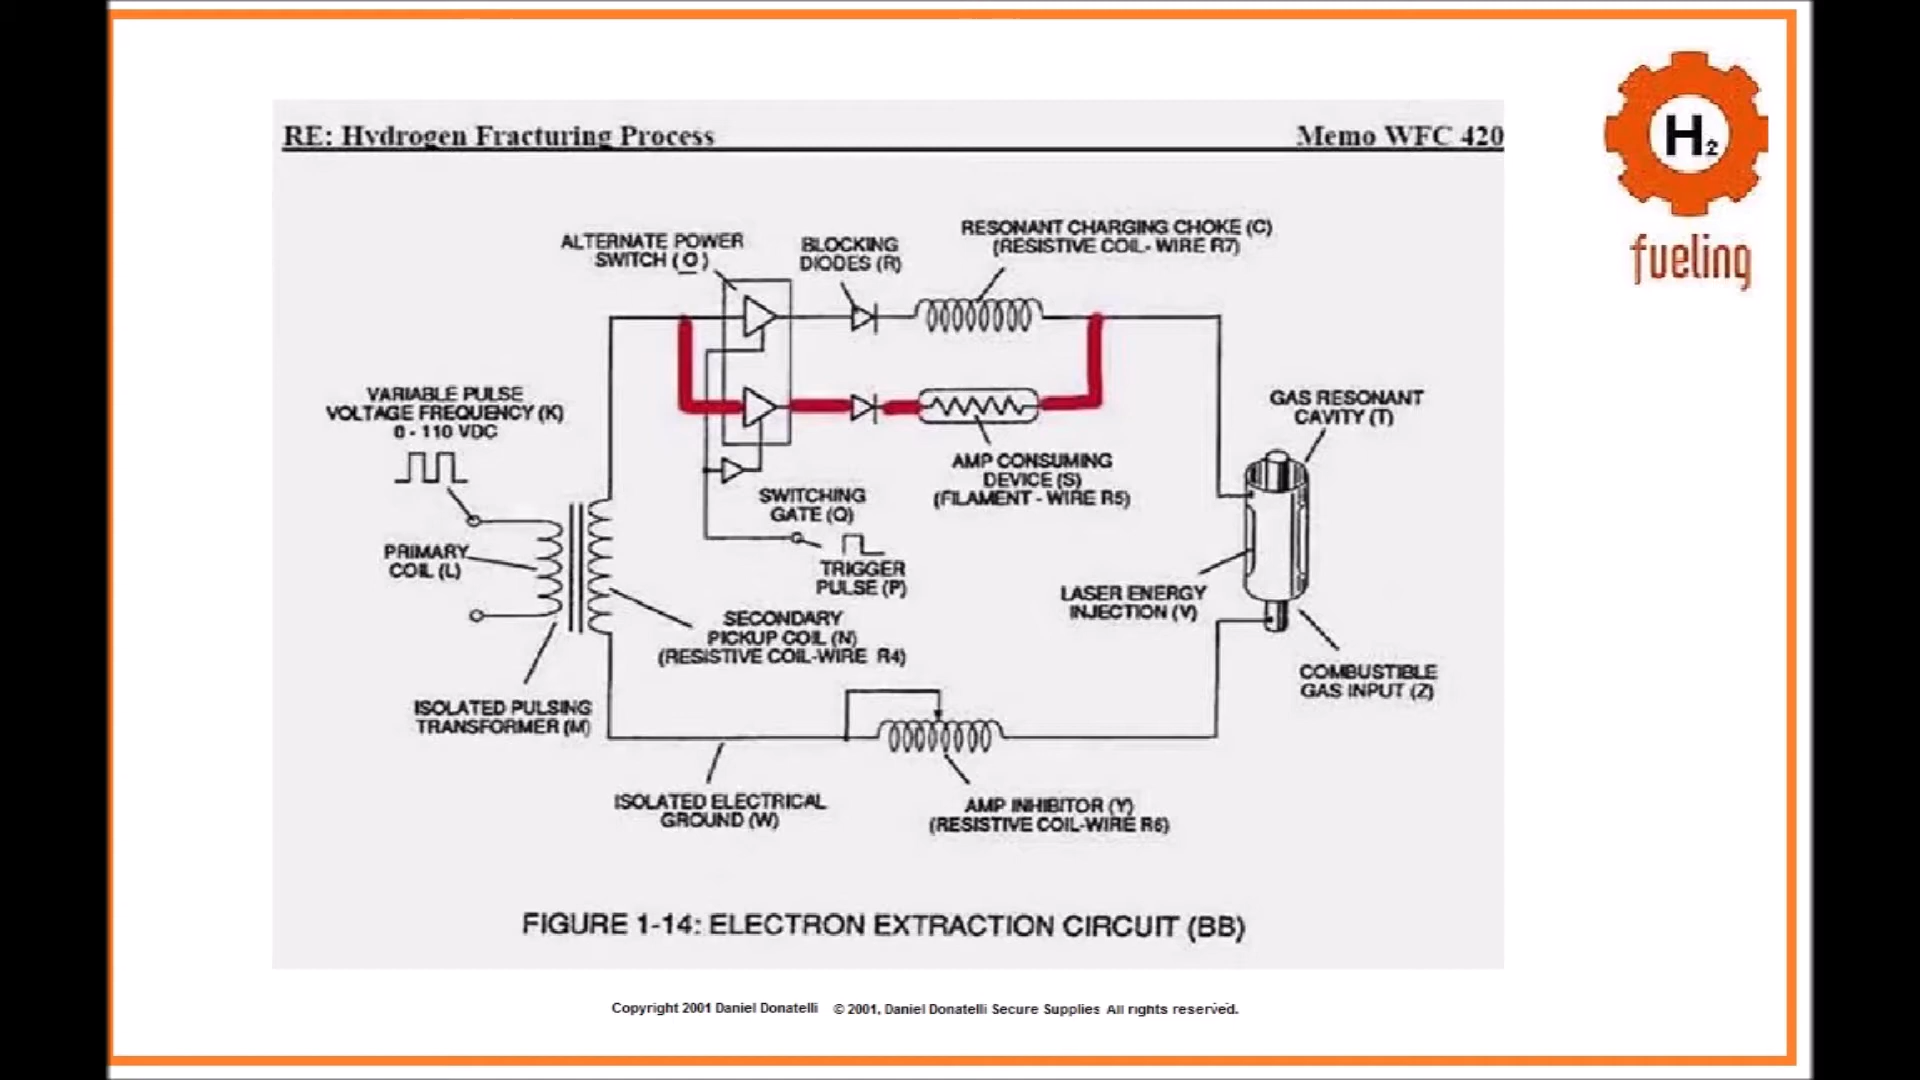 H2
fueling
RE: Hydrogen Fracturing Process
Memo WFC 420
ALTERNATE POWER
SWITCH (O)
BLOCKING
DIODES (R)
RESONANT CHARGING CHOKE (C)
(RESISTIVE COIL- WIRE R7)
VARIABLE PULSE
VOLTAGE FREQUENCY (K)
0 - 110 VDC
GAS RESONANT
CAVITY (T)
AMP CONSUMING
DEVICE (S)
(FILAMENT - WIRE R5)
SWITCHING
GATE (Q)
PRIMARY
COIL (L)
TRIGGER
PULSE (P)
LASER ENERGY
INJECTION (V)
SECONDARY
PICKUP COIL (N)
(RESISTIVE COIL-WIRE R4)
COMBUSTIBLE
GAS INPUT (Z)
ISOLATED PULSING
TRANSFORMER (M)
ISOLATED ELECTRICAL
GROUND (W)
AMP INHIBITOR (Y)
(RESISTIVE COIL-WIRE R6)
FIGURE 1-14: ELECTRON EXTRACTION CIRCUIT (BB)
Copyright 2001 Daniel Donatelli © 2001, Daniel Donatelli Secure Supplies All rights reserved.